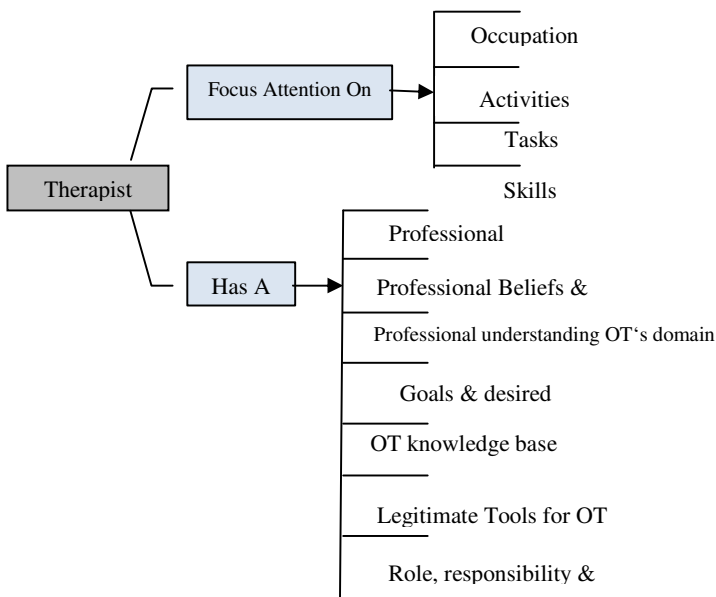 Occupation
Focus Attention On
Activities
Tasks
Therapist
Skills
Professional
Has A
Professional Beliefs &
Professional understanding OT‘s domain
Goals & desired
OT knowledge base
Legitimate Tools for OT
Role, responsibility &